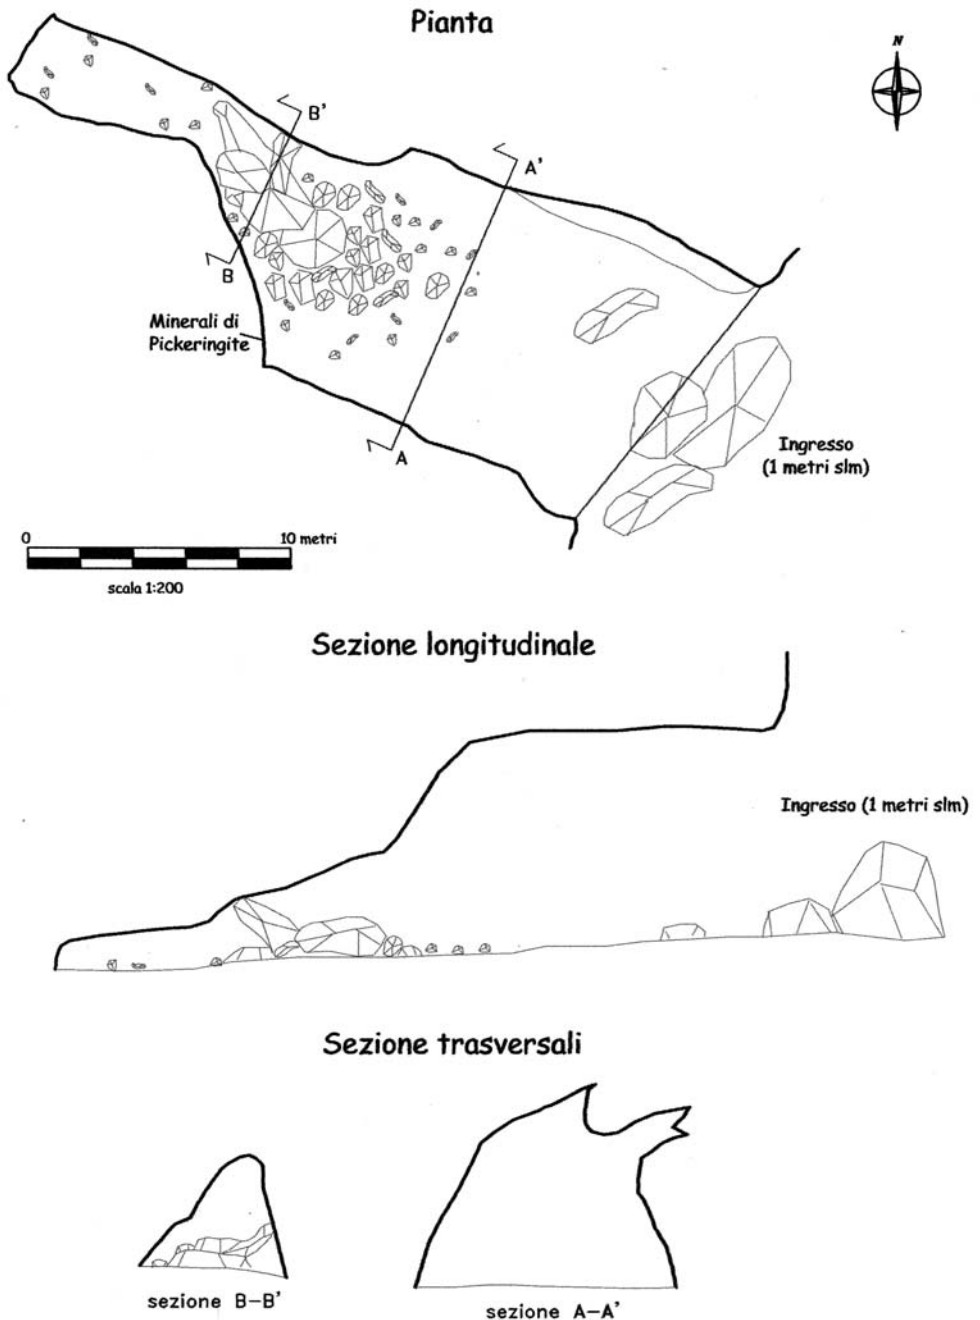 Pianta
N
B'
A'
B
Minerali di
Pickeringite
A
Ingresso
(1 metri slm)
0 10 metri
scala 1:200
Sezione longitudinale
Ingresso (1 metri slm)
Sezione trasversali
sezione B-B'
sezione A-A'